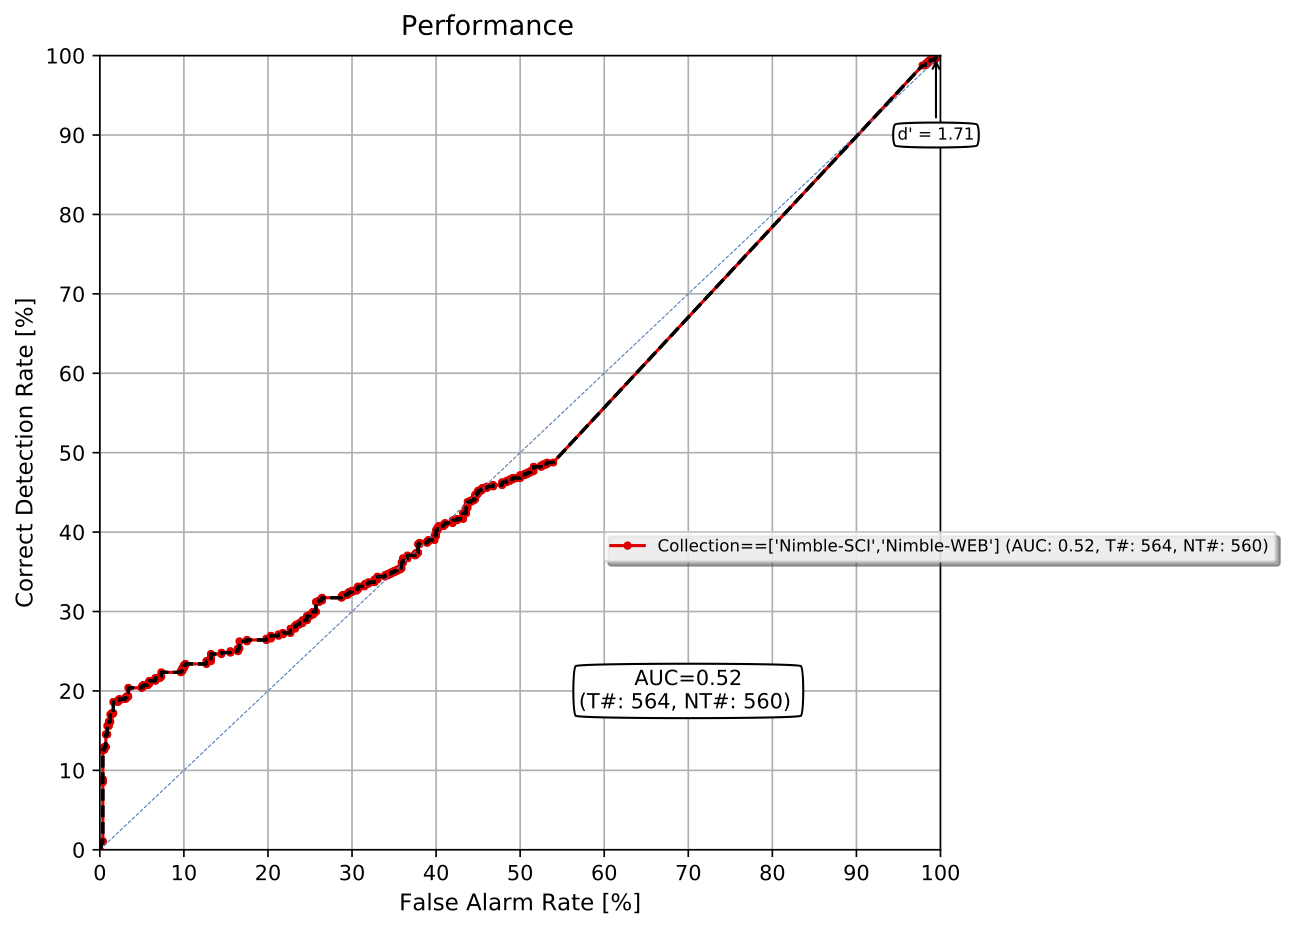 Performance
100
90
80
70
60
50
40
30
20
10
0
Correct Detection Rate [%]
d' = 1.71
Collection==['Nimble-SCI','Nimble-WEB'] (AUC: 0.52, T#: 564, NT#: 560)
AUC=0.52
(T#: 564, NT#: 560)
0 10 20 30 40 50 60 70 80 90 100
False Alarm Rate [%]